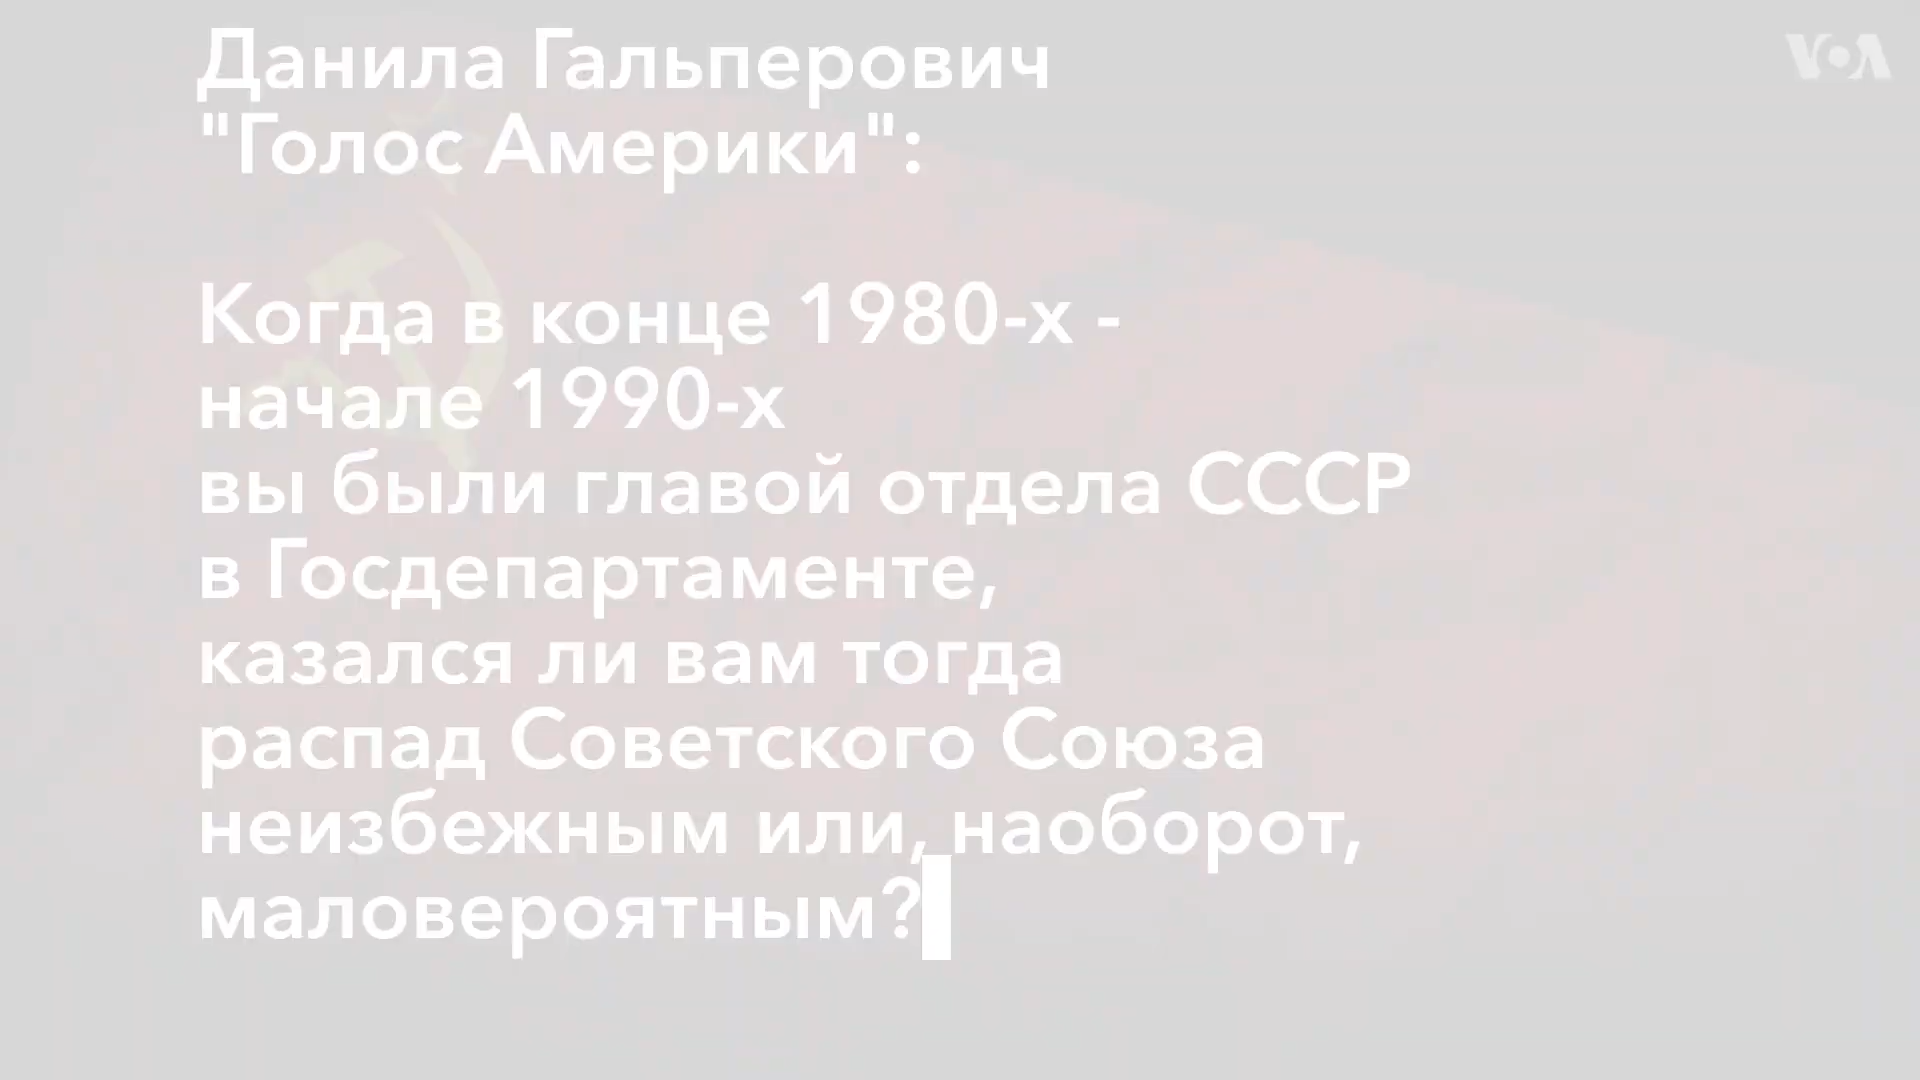 Данила Гальперович
"Голос Америки":
VOA
Когда в конце 1980-х -
начале 1990-х
вы были главой отдела СССР
в Госдепартаменте,
казался ли вам тогда
распад Советского Союза
неизбежным или, наоборот,
маловероятным?